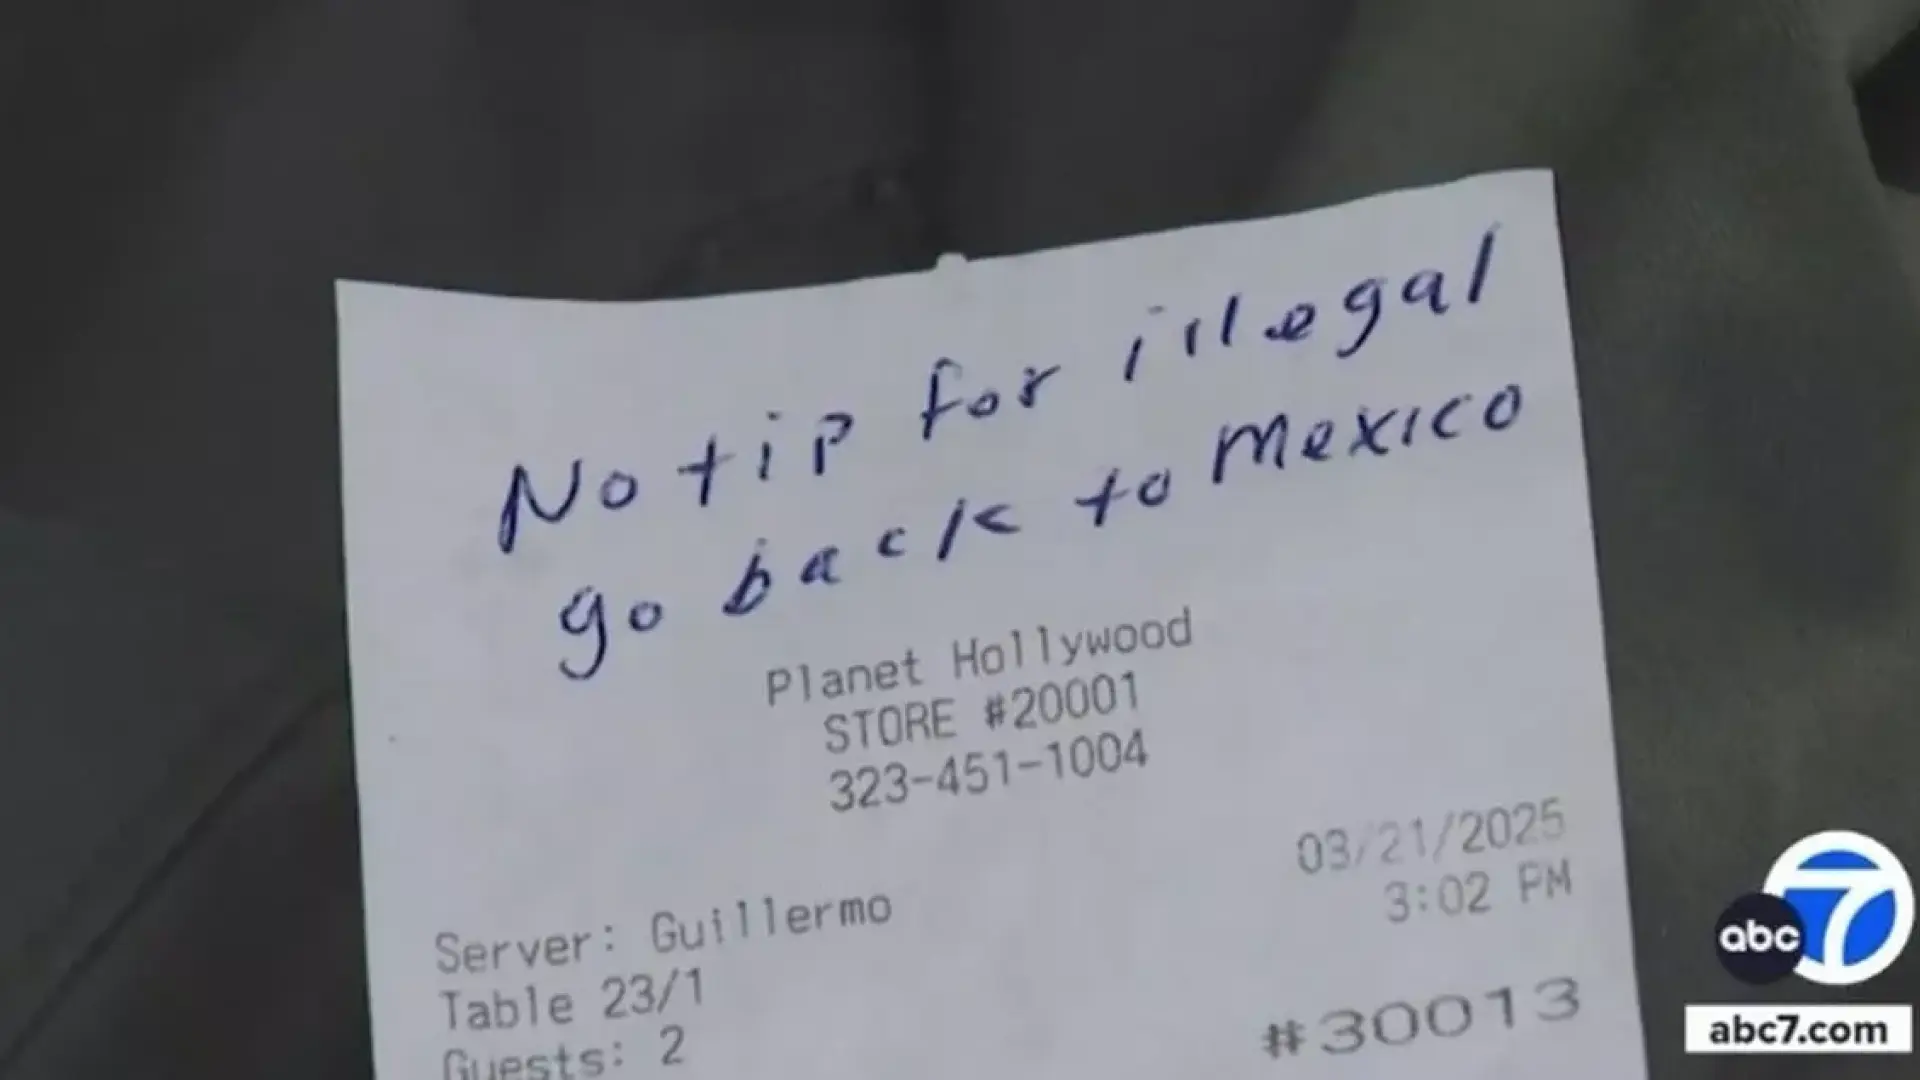 No tip for illegal
go back to Mexico
Planet Hollywood
STORE #20001
323-451-1004
03/21/2025
3:02 PM
Server: Guillermo
Table 23/1
Guests: 2
#30013
abc 7
abc7.com